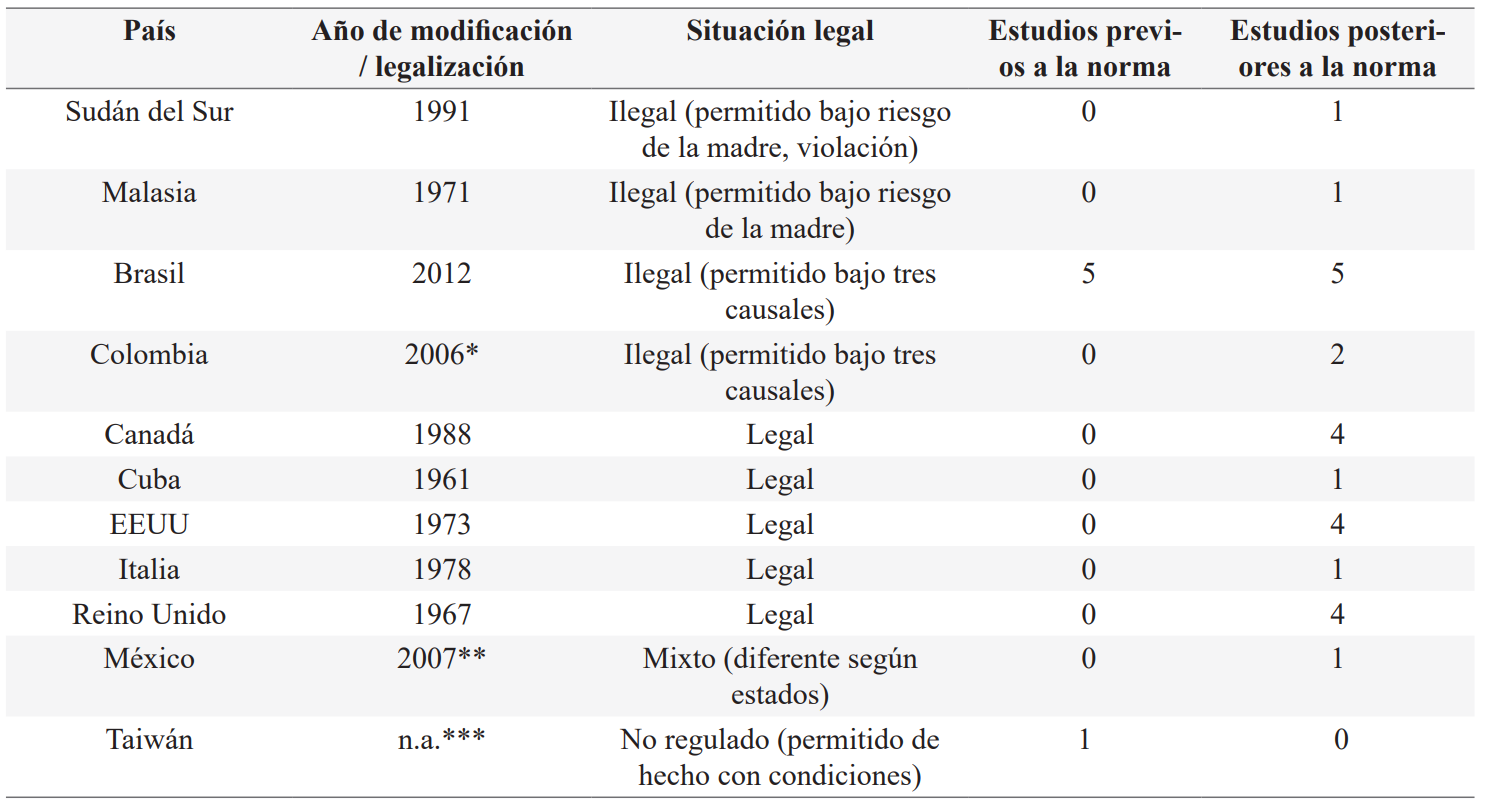 País Año de modificación Situación legal Estudios previ- Estudios posteri-
/ legalización os a la norma ores a la norma
Sudán del Sur 1991 Ilegal (permitido bajo riesgo 0 1
de la madre, violación)
Malasia 1971 Ilegal (permitido bajo riesgo 0 1
de la madre)
Brasil 2012 Ilegal (permitido bajo tres 5 5
causales)
Colombia 2006* Ilegal (permitido bajo tres 0 2
causales)
Canadá 1988 Legal 0 4
Cuba 1961 Legal 0 1
EEUU 1973 Legal 0 4
Italia 1978 Legal 0 1
Reino Unido 1967 Legal 0 4
México 2007** Mixto (diferente según 0 1
estados)
Taiwán n.a.*** No regulado (permitido de 1 0
hecho con condiciones)